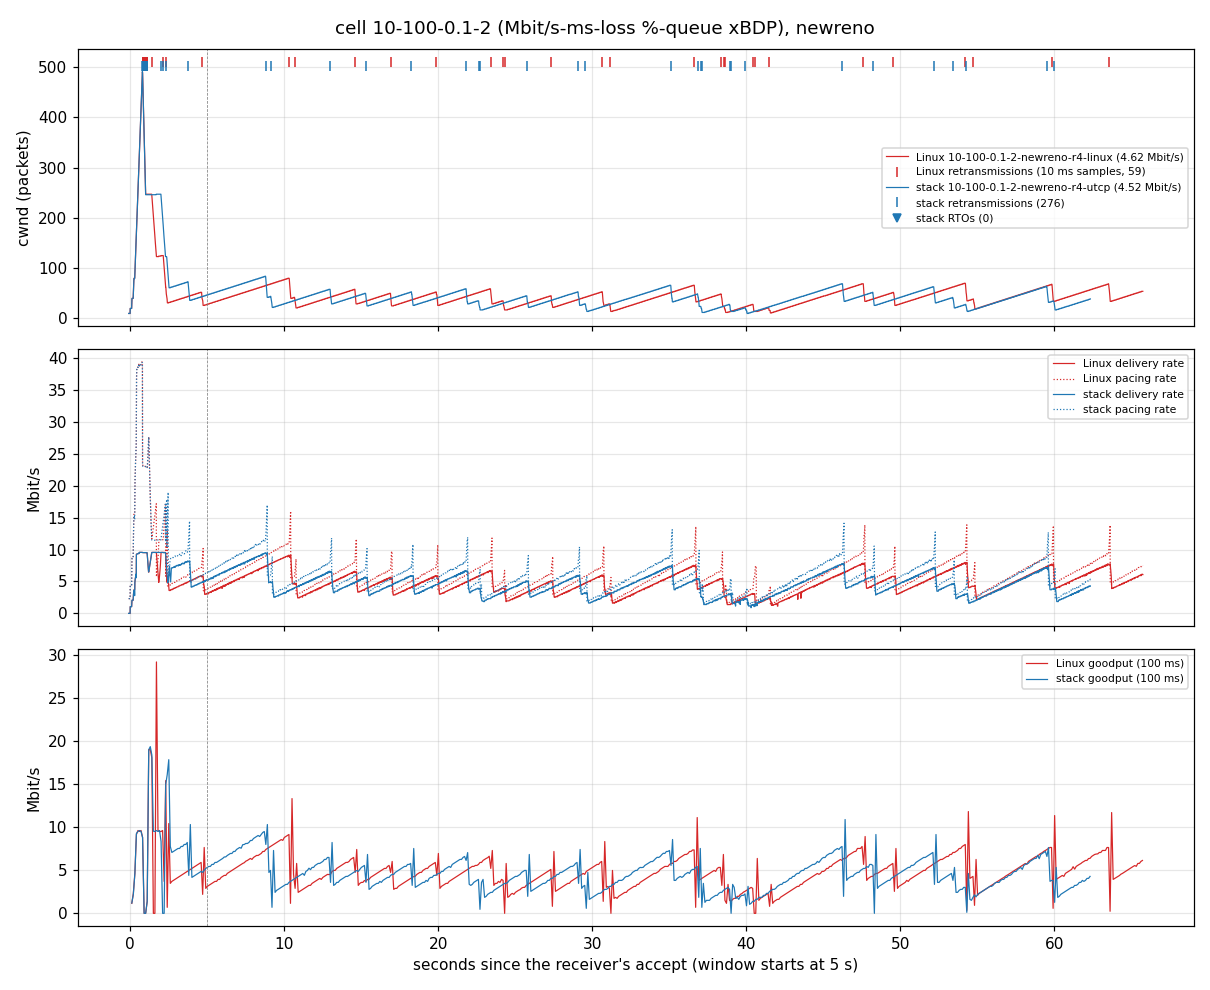 cell 10-100-0.1-2 (Mbit/s-ms-loss %-queue xBDP), newreno
cwnd (packets)
500
400
300
200
100
0
Linux 10-100-0.1-2-newreno-r4-linux (4.62 Mbit/s)
Linux retransmissions (10 ms samples, 59)
stack 10-100-0.1-2-newreno-r4-utcp (4.52 Mbit/s)
stack retransmissions (276)
stack RTOs (0)
Mbit/s
40
35
30
25
20
15
10
5
0
Linux delivery rate
Linux pacing rate
stack delivery rate
stack pacing rate
Mbit/s
30
25
20
15
10
5
0
Linux goodput (100 ms)
stack goodput (100 ms)
0 10 20 30 40 50 60
seconds since the receiver's accept (window starts at 5 s)